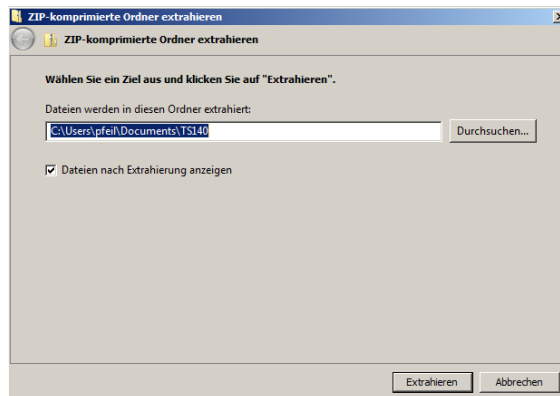 ZIP-komprimierte Ordner extrahieren
ZIP-komprimierte Ordner extrahieren
Wählen Sie ein Ziel aus und klicken Sie auf "Extrahieren".
Dateien werden in diesen Ordner extrahiert:
C:\Users\pfeil\Documents\TS140
Durchsuchen...
Dateien nach Extrahierung anzeigen
Extrahieren
Abbrechen